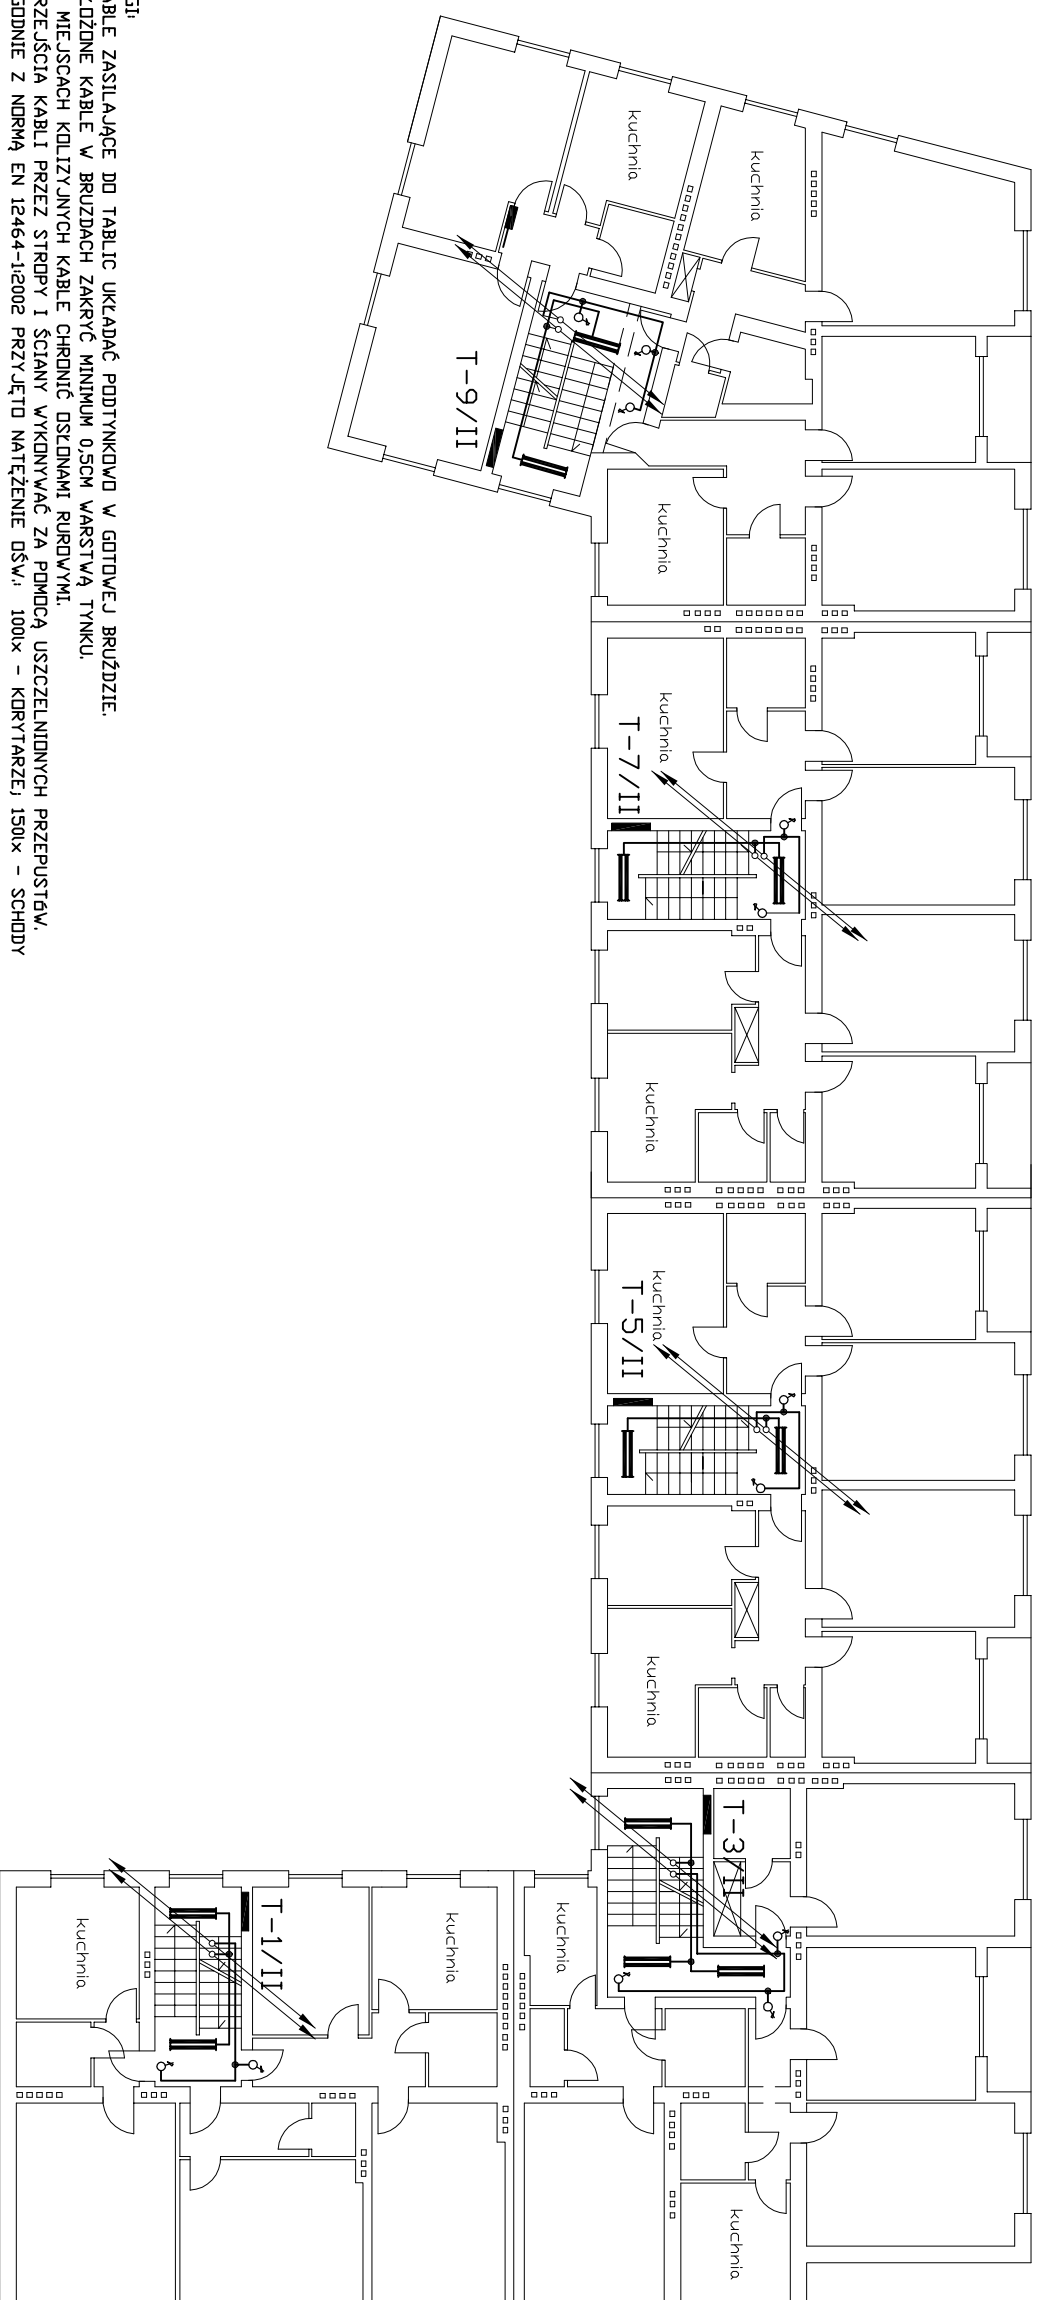 kuchnia
kuchnia
kuchnia
T-3/II
kuchnia
T-7/II
kuchnia
T-5/II
kuchnia
kuchnia
kuchnia
kuchnia
T-9/II
kuchnia
kuchnia
T-1/II
kuchnia
GI:
ABLE ZASILAJĄCE DO TABLIC UKŁADAĆ PODTYNKOWO W GOTOWEJ BRUŹDZIE.
ŁOŻONE KABLE W BRUZDACH ZAKRYĆ MINIMUM 0,5CM WARSTWĄ TYNKU.
MIEJSCACH KOLIZYJNYCH KABLE CHRONIĆ OSŁONAMI RUROWYMI.
RZEJŚCIA KABLI PRZEZ STROPY I ŚCIANY WYKONYWAĆ ZA POMOCĄ USZCZELNIONYCH PRZEPUSTÓW.
GODNIE Z NORMĄ EN 12464-1:2002 PRZYJĘTO NATĘŻENIE OŚW.: 100lx - KORYTARZE; 150lx - SCHODY